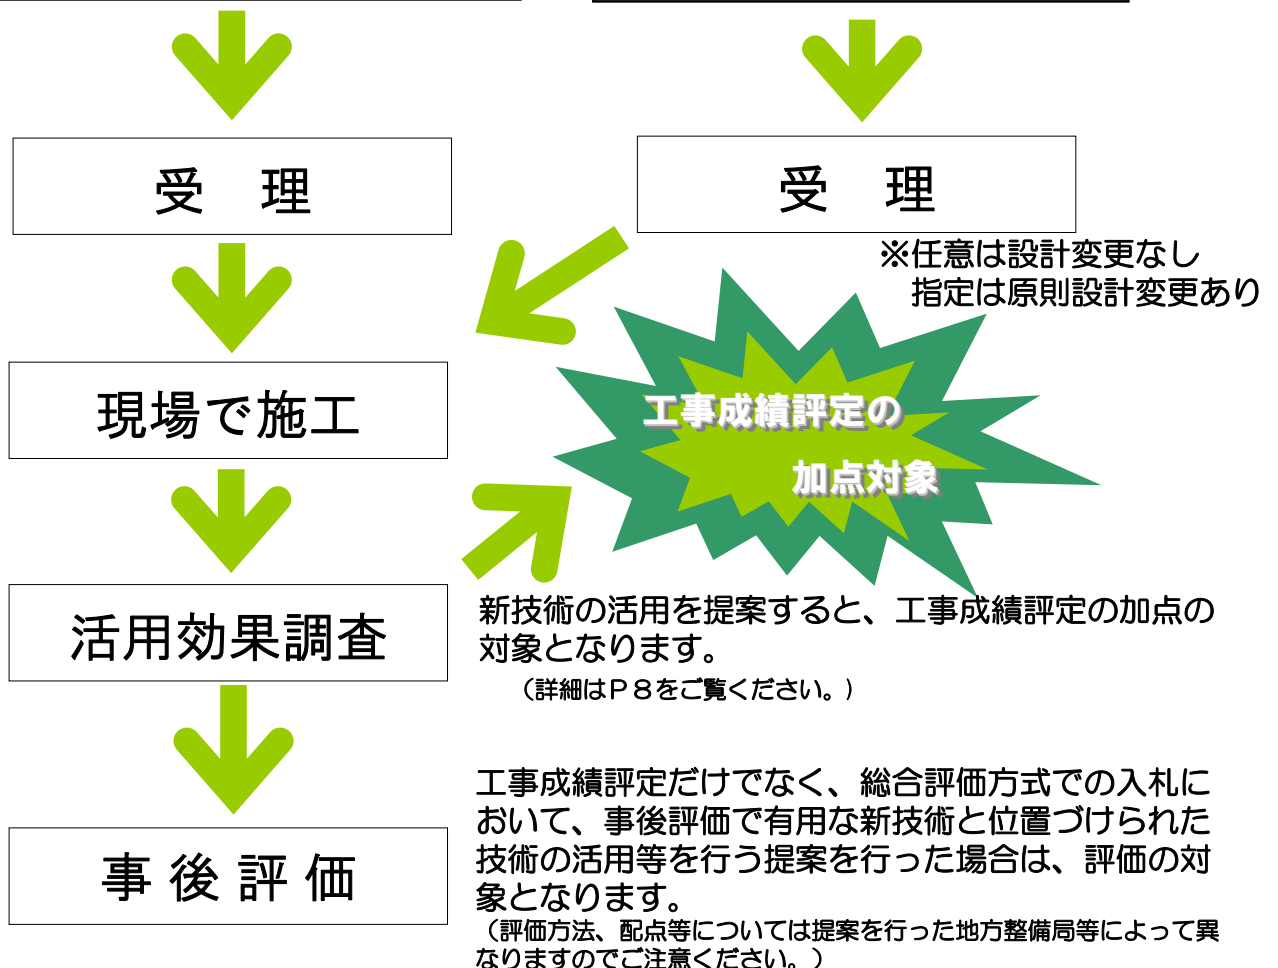 受　理
受　理
※任意は設計変更なし
指定は原則設計変更あり
現場で施工
工事成績評定の
加点対象
活用効果調査
新技術の活用を提案すると、工事成績評定の加点の
対象となります。
（詳細はＰ８をご覧ください。）
事 後 評 価
工事成績評定だけでなく、総合評価方式での入札に
おいて、事後評価で有用な新技術と位置づけられた
技術の活用等を行う提案を行った場合は、評価の対
象となります。
（評価方法、配点等については提案を行った地方整備局等によって異
なりますのでご注意ください。）